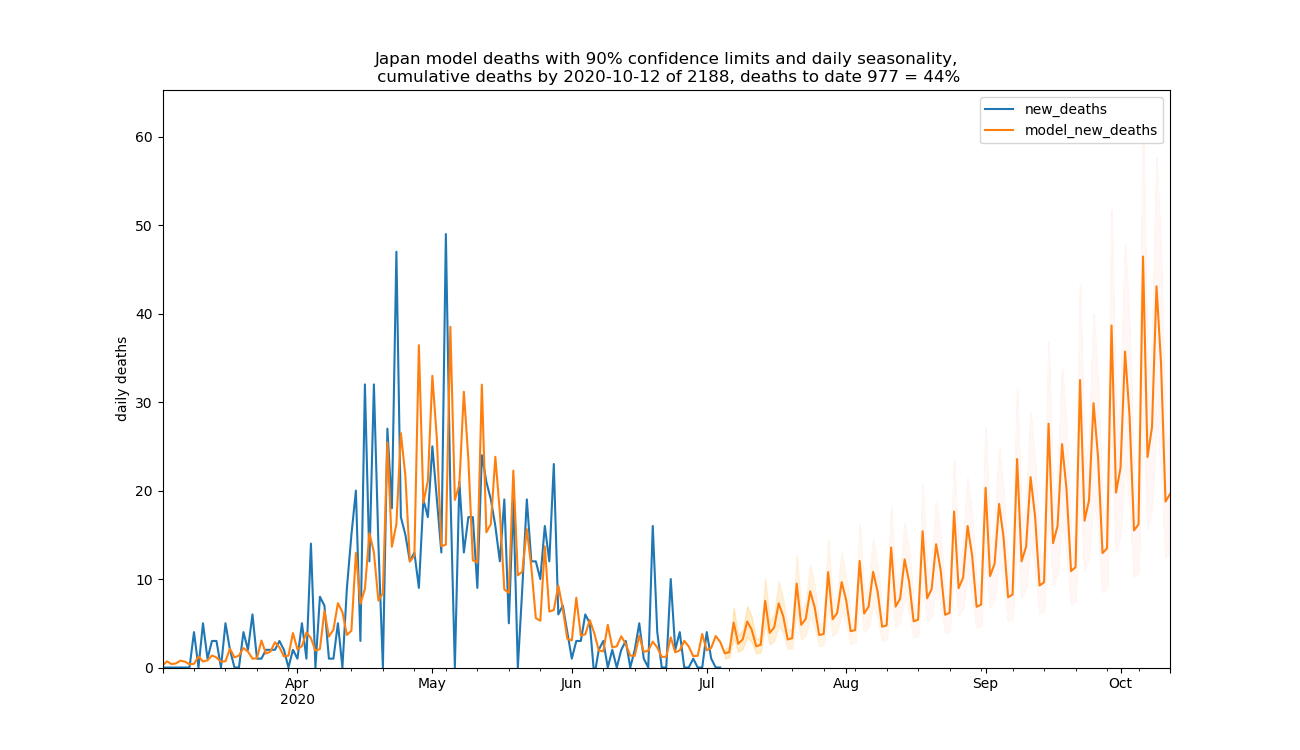 Japan model deaths with 90% confidence limits and daily seasonality,
cumulative deaths by 2020-10-12 of 2188, deaths to date 977 = 44%
new_deaths
model_new_deaths
daily deaths
60
50
40
30
20
10
0
Apr
2020
May
Jun
Jul
Aug
Sep
Oct